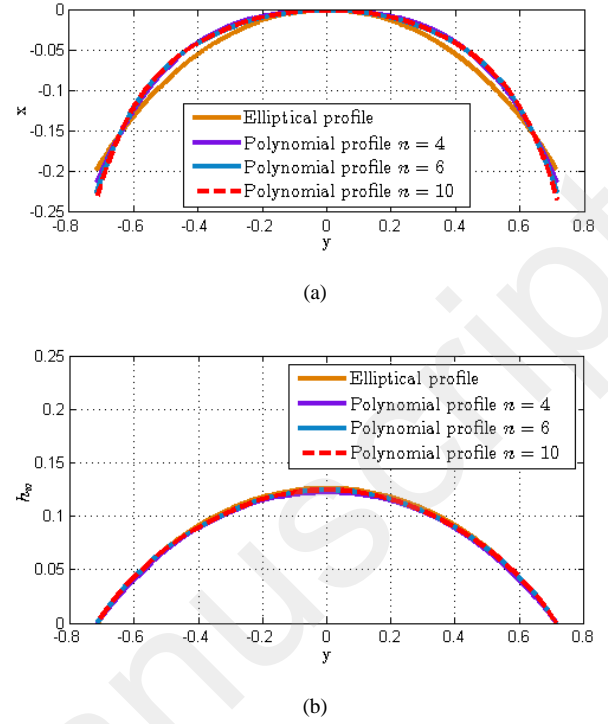 0
-0.05
-0.1
-0.15
-0.2
-0.25
x
Elliptical profile
Polynomial profile n = 4
Polynomial profile n = 6
Polynomial profile n = 10
-0.8 -0.6 -0.4 -0.2 0 0.2 0.4 0.6 0.8
y
(a)
0.25
0.2
0.15
0.1
0.05
0
h_w
Elliptical profile
Polynomial profile n = 4
Polynomial profile n = 6
Polynomial profile n = 10
-0.8 -0.6 -0.4 -0.2 0 0.2 0.4 0.6 0.8
y
(b)